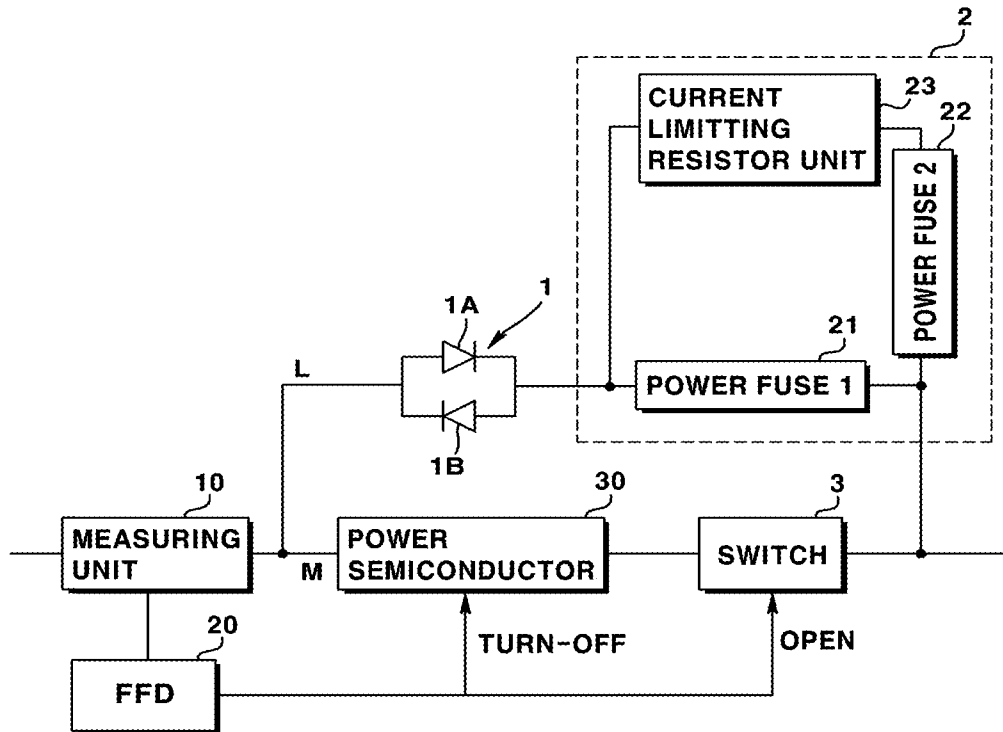 2
CURRENT
LIMITTING
RESISTOR UNIT
23
22
POWER FUSE 2
1
1A
21
L
POWER FUSE 1
1B
10
30
3
MEASURING
UNIT
M
POWER
SEMICONDUCTOR
SWITCH
20
TURN-OFF
OPEN
FFD